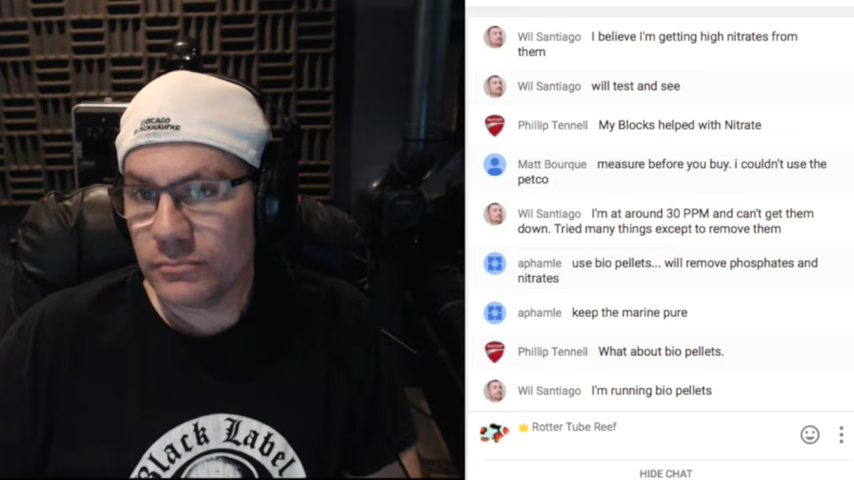 CHICAGO
BLACKHAWKS
Black Label
Wil Santiago I believe I'm getting high nitrates from
them
Wil Santiago will test and see
Phillip Tennell My Blocks helped with Nitrate
Matt Bourque measure before you buy. i couldn't use the
petco
Wil Santiago I'm at around 30 PPM and can't get them
down. Tried many things except to remove them
aphamle use bio pellets... will remove phosphates and
nitrates
aphamle keep the marine pure
Phillip Tennell What about bio pellets.
Wil Santiago I'm running bio pellets
Rotter Tube Reef
HIDE CHAT